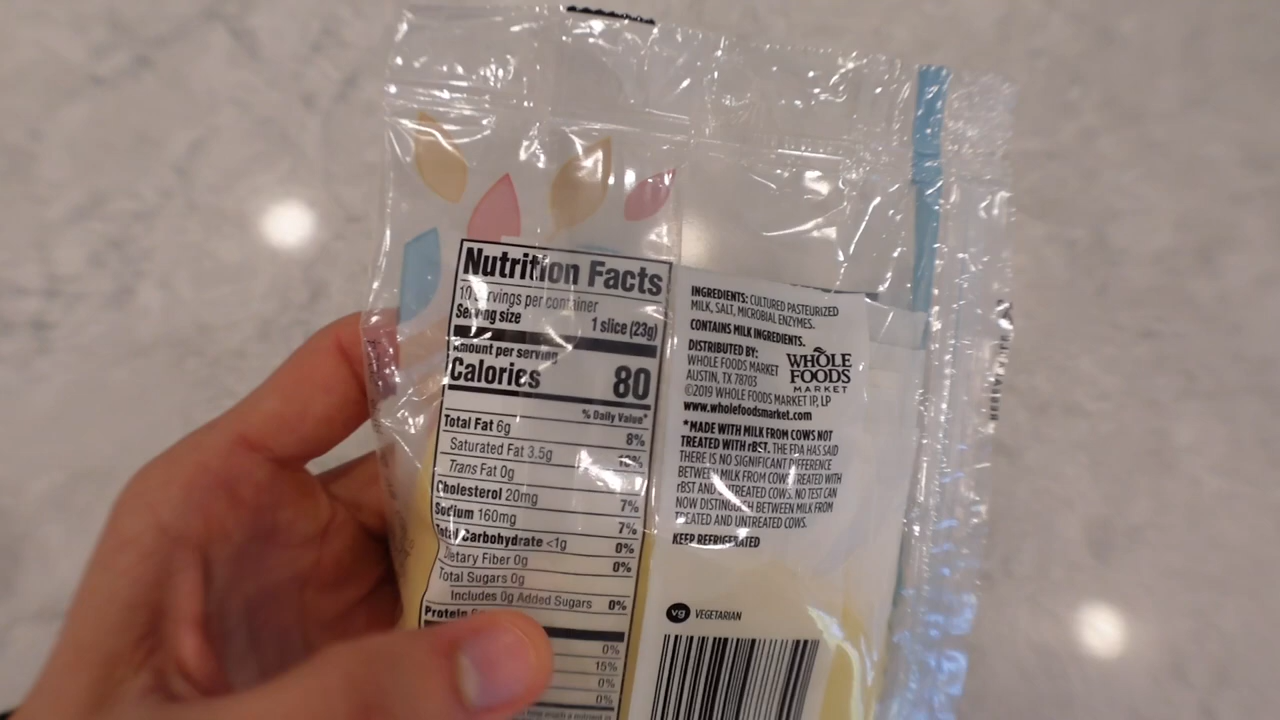 Nutrition Facts
10 servings per container
Serving size 1 slice (23g)
Amount per serving
Calories 80
% Daily Value*
Total Fat 6g 8%
Saturated Fat 3.5g 18%
Trans Fat 0g
Cholesterol 20mg 7%
Sodium 160mg 7%
Total Carbohydrate <1g 0%
Dietary Fiber 0g 0%
Total Sugars 0g
Includes 0g Added Sugars 0%
Protein
0%
15%
0%
0%
INGREDIENTS: CULTURED PASTEURIZED
MILK, SALT, MICROBIAL ENZYMES.
CONTAINS MILK INGREDIENTS.
DISTRIBUTED BY:
WHOLE FOODS MARKET
AUSTIN, TX 78703
©2019 WHOLE FOODS MARKET IP, LP
www.wholefoodsmarket.com
WHOLE
FOODS
MARKET
*MADE WITH MILK FROM COWS NOT
TREATED WITH rBST. THE FDA HAS SAID
THERE IS NO SIGNIFICANT DIFFERENCE
BETWEEN MILK FROM COWS TREATED WITH
rBST AND UNTREATED COWS. NO TEST CAN
NOW DISTINGUISH BETWEEN MILK FROM
TREATED AND UNTREATED COWS.
KEEP REFRIGERATED
vg VEGETARIAN